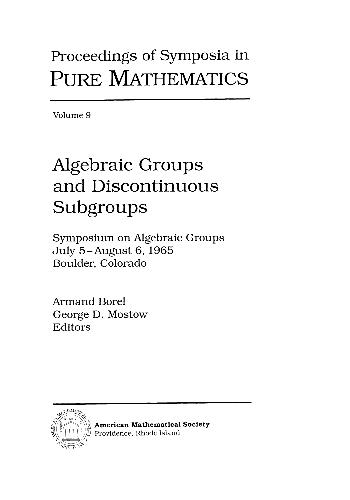 Proceedings of Symposia in
PURE MATHEMATICS
Volume 9
Algebraic Groups
and Discontinuous
Subgroups
Symposium on Algebraic Groups
July 5–August 6, 1965
Boulder, Colorado
Armand Borel
George D. Mostow
Editors
American Mathematical Society
Providence, Rhode Island